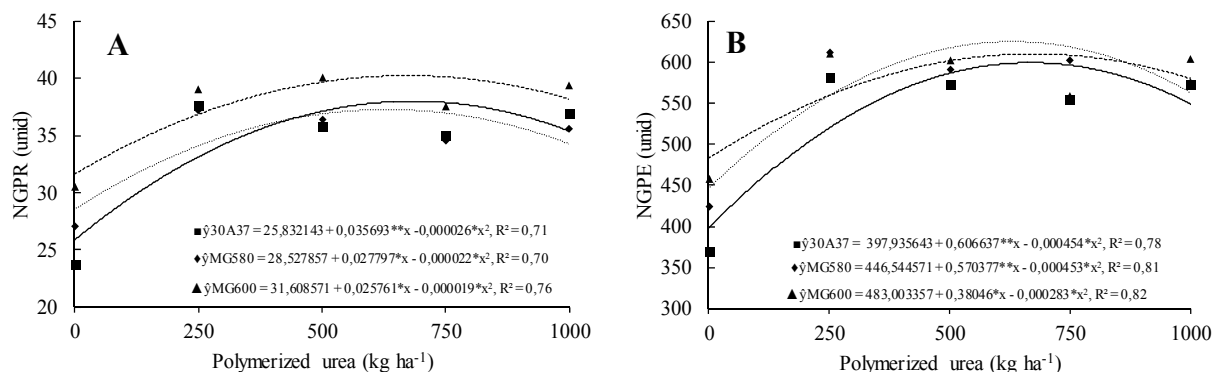 A
NGPR (unid)
45
40
35
30
25
20
ŷ30A37 = 25,832143 + 0,035693**x - 0,000026*x², R² = 0,71
ŷMG580 = 28,527857 + 0,027797*x - 0,000022*x², R² = 0,70
ŷMG600 = 31,608571 + 0,025761*x - 0,000019*x², R² = 0,76
0 250 500 750 1000
Polymerized urea (kg ha⁻¹)
B
NGPE (unid)
700
650
600
550
500
450
400
350
300
ŷ30A37 = 397,935643 + 0,606637**x - 0,000454*x², R² = 0,78
ŷMG580 = 446,544571 + 0,570377**x - 0,000453*x², R² = 0,81
ŷMG600 = 483,003357 + 0,38046*x - 0,000283*x², R² = 0,82
0 250 500 750 1000
Polymerized urea (kg ha⁻¹)